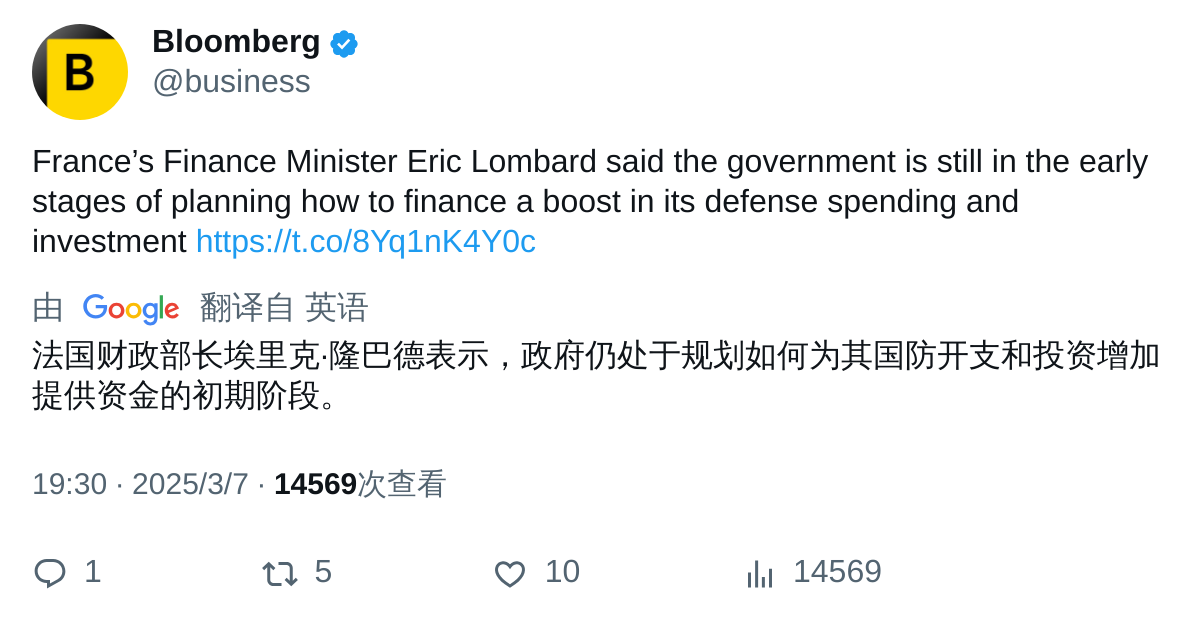 B
Bloomberg
@business
France’s Finance Minister Eric Lombard said the government is still in the early
stages of planning how to finance a boost in its defense spending and
investment https://t.co/8Yq1nK4Y0c
由 Google 翻译自 英语
法国财政部长埃里克·隆巴德表示，政府仍处于规划如何为其国防开支和投资增加
提供资金的初期阶段。
19:30 · 2025/3/7 · 14569次查看
1 5 10 14569